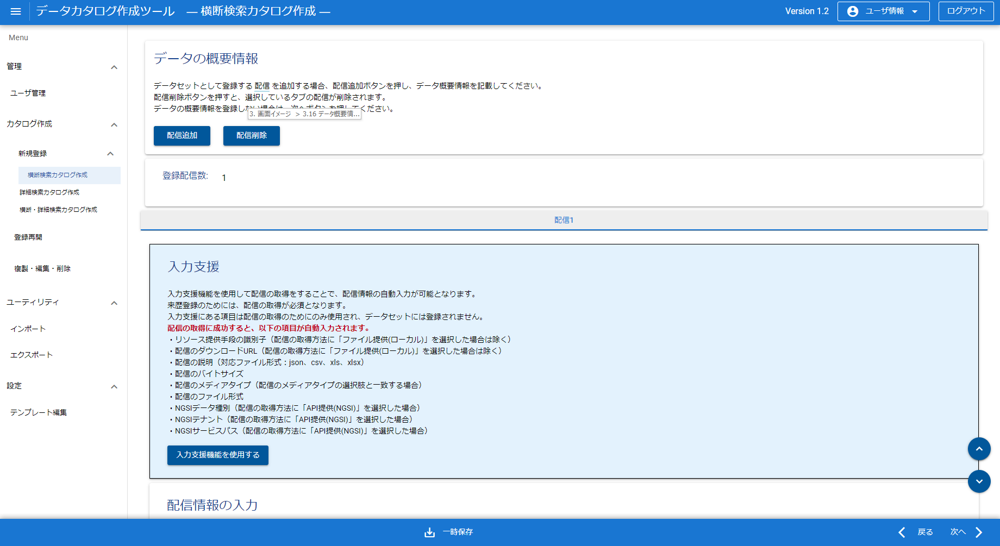 データカタログ作成ツール ― 横断検索カタログ作成 ―
Version 1.2
ユーザ情報
ログアウト
Menu
管理
ユーザ管理
カタログ作成
新規登録
横断検索カタログ作成
詳細検索カタログ作成
横断・詳細検索カタログ作成
登録再開
複製・編集・削除
ユーティリティ
インポート
エクスポート
設定
テンプレート編集
データの概要情報
データセットとして登録する 配信 を追加する場合、配信追加ボタンを押し、データ概要情報を記載してください。
配信削除ボタンを押すと、選択しているタブの配信が削除されます。
データの概要情報を登録しない場合は、次へボタンを押してください。
3. 画面イメージ > 3.16 データ概要情...
配信追加
配信削除
登録配信数: 1
配信1
入力支援
入力支援機能を使用して配信の取得をすることで、配信情報の自動入力が可能となります。
来歴登録のためには、配信の取得が必須となります。
入力支援にある項目は配信の取得のためにのみ使用され、データセットには登録されません。
配信の取得に成功すると、以下の項目が自動入力されます。
・リソース提供手段の識別子（配信の取得方法に「ファイル提供(ローカル)」を選択した場合は除く）
・配信のダウンロードURL（配信の取得方法に「ファイル提供(ローカル)」を選択した場合は除く）
・配信の説明（対応ファイル形式：json、csv、xls、xlsx）
・配信のバイトサイズ
・配信のメディアタイプ（配信のメディアタイプの選択肢と一致する場合）
・配信のファイル形式
・NGSIデータ種別（配信の取得方法に「API提供(NGSI)」を選択した場合）
・NGSIテナント（配信の取得方法に「API提供(NGSI)」を選択した場合）
・NGSIサービスパス（配信の取得方法に「API提供(NGSI)」を選択した場合）
入力支援機能を使用する
配信情報の入力
一時保存
戻る
次へ